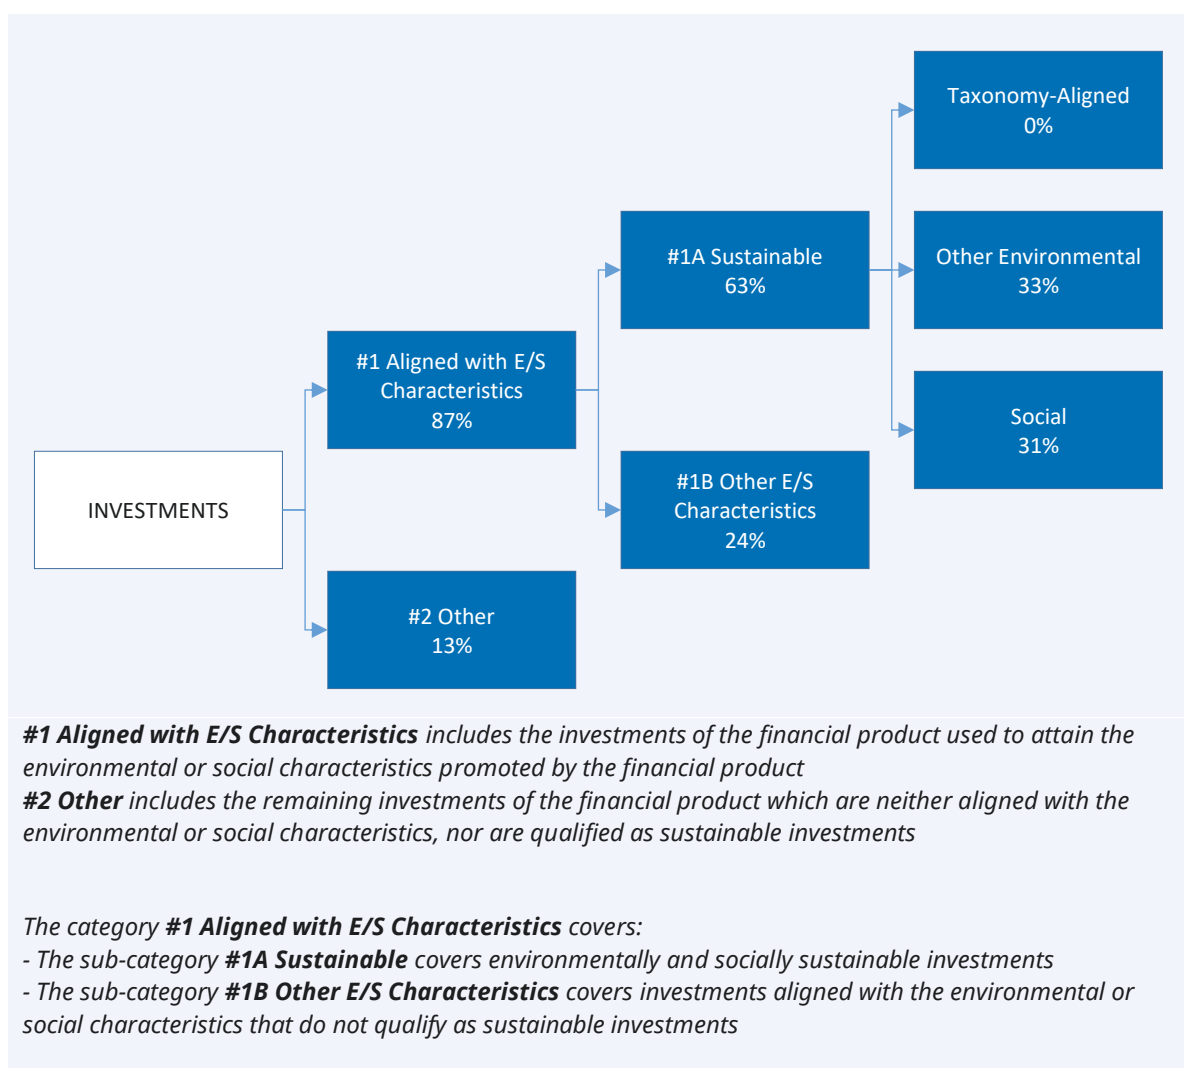 Taxonomy-Aligned
0%
#1A Sustainable
63%
Other Environmental
33%
#1 Aligned with E/S
Characteristics
87%
Social
31%
INVESTMENTS
#1B Other E/S
Characteristics
24%
#2 Other
13%
#1 Aligned with E/S Characteristics includes the investments of the financial product used to attain the
environmental or social characteristics promoted by the financial product
#2 Other includes the remaining investments of the financial product which are neither aligned with the
environmental or social characteristics, nor are qualified as sustainable investments
The category #1 Aligned with E/S Characteristics covers:
- The sub-category #1A Sustainable covers environmentally and socially sustainable investments
- The sub-category #1B Other E/S Characteristics covers investments aligned with the environmental or
social characteristics that do not qualify as sustainable investments